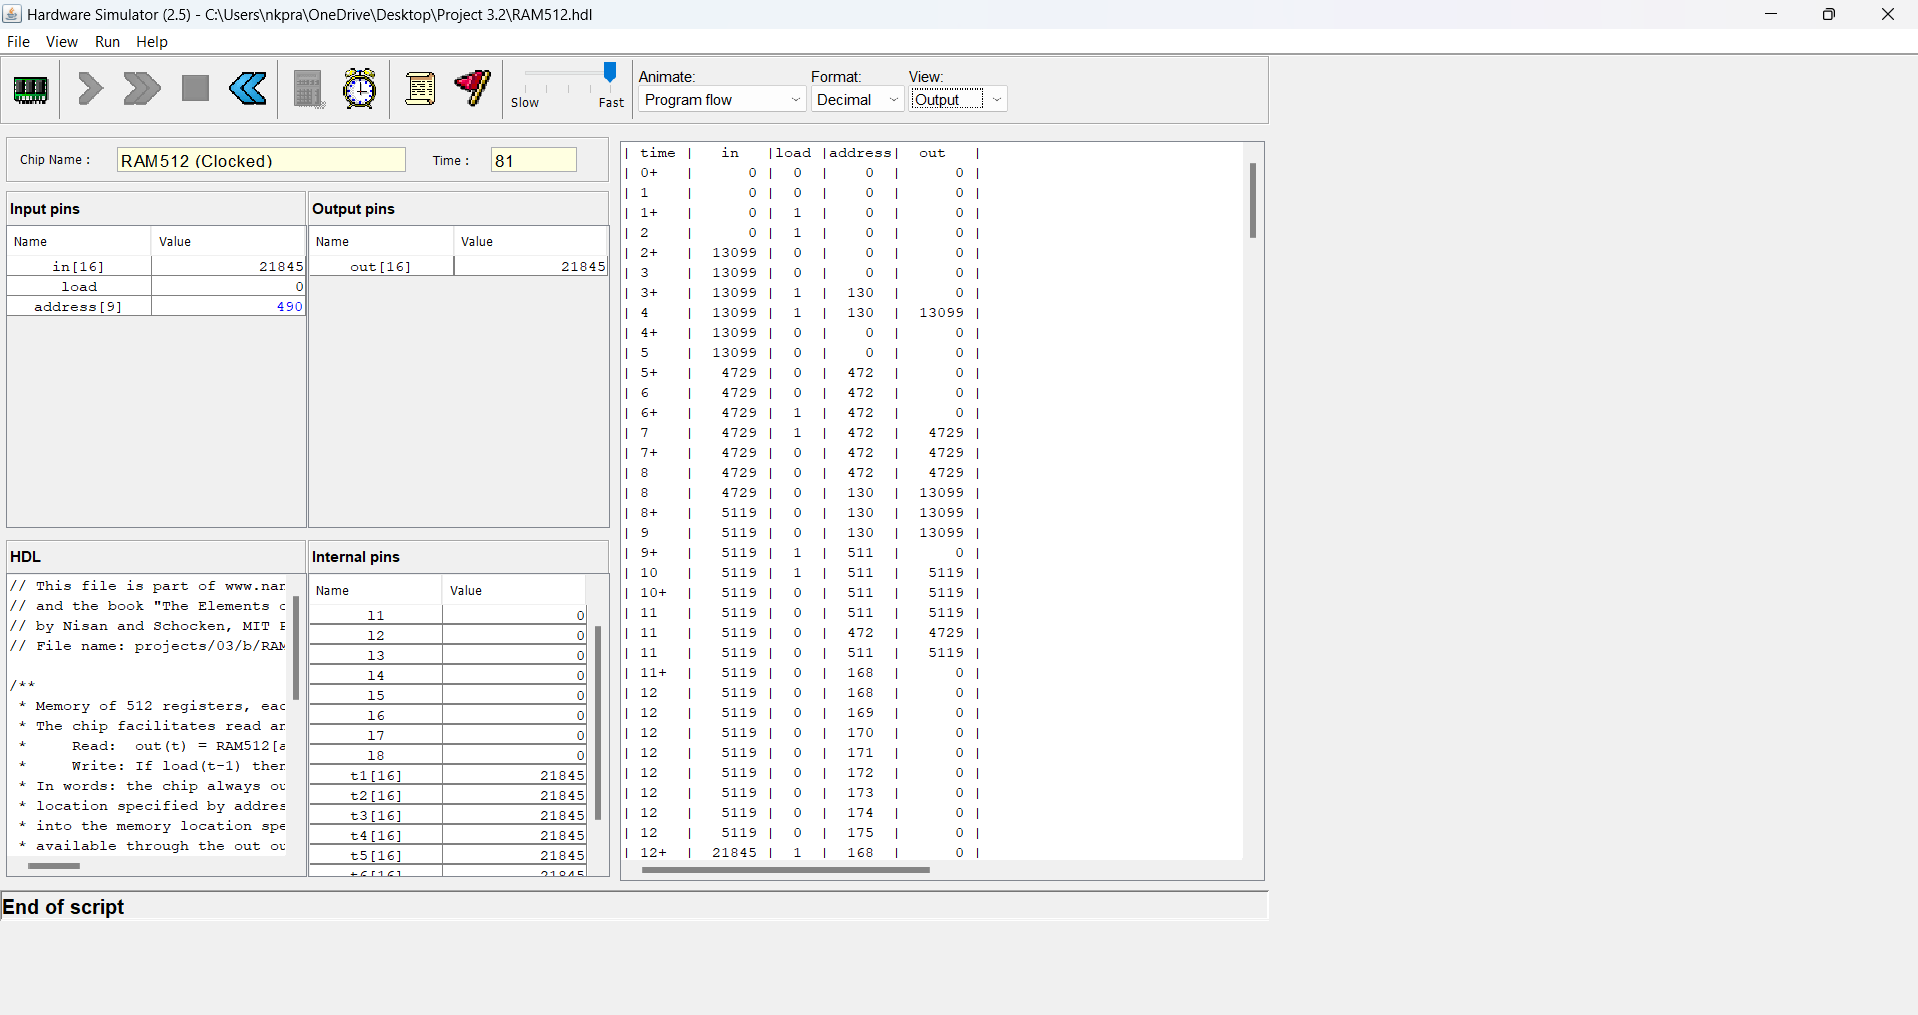 Hardware Simulator (2.5) - C:\Users\nkpra\OneDrive\Desktop\Project 3.2\RAM512.hdl
File View Run Help
Slow Fast
Animate: Format: View:
Program flow Decimal Output
Chip Name : RAM512 (Clocked) Time : 81
Input pins
Name Value
in[16] 21845
load 0
address[9] 490
Output pins
Name Value
out[16] 21845
HDL
// This file is part of www.nan
// and the book "The Elements
// by Nisan and Schocken, MIT
// File name: projects/03/b/RAM
/**
* Memory of 512 registers, eac
* The chip facilitates read an
* Read: out(t) = RAM512[a
* Write: If load(t-1) then
* In words: the chip always ou
* location specified by addres
* into the memory location spe
* available through the out ou
Internal pins
Name Value
l1 0
l2 0
l3 0
l4 0
l5 0
l6 0
l7 0
l8 0
t1[16] 21845
t2[16] 21845
t3[16] 21845
t4[16] 21845
t5[16] 21845
t6[16] 21845
| time | in |load |address| out |
| 0+ | 0 | 0 | 0 | 0 |
| 1 | 0 | 0 | 0 | 0 |
| 1+ | 0 | 1 | 0 | 0 |
| 2 | 0 | 1 | 0 | 0 |
| 2+ | 13099 | 0 | 0 | 0 |
| 3 | 13099 | 0 | 0 | 0 |
| 3+ | 13099 | 1 | 130 | 0 |
| 4 | 13099 | 1 | 130 | 13099 |
| 4+ | 13099 | 0 | 0 | 0 |
| 5 | 13099 | 0 | 0 | 0 |
| 5+ | 4729 | 0 | 472 | 0 |
| 6 | 4729 | 0 | 472 | 0 |
| 6+ | 4729 | 1 | 472 | 0 |
| 7 | 4729 | 1 | 472 | 4729 |
| 7+ | 4729 | 0 | 472 | 4729 |
| 8 | 4729 | 0 | 472 | 4729 |
| 8 | 4729 | 0 | 130 | 13099 |
| 8+ | 5119 | 0 | 130 | 13099 |
| 9 | 5119 | 0 | 130 | 13099 |
| 9+ | 5119 | 1 | 511 | 0 |
| 10 | 5119 | 1 | 511 | 5119 |
| 10+ | 5119 | 0 | 511 | 5119 |
| 11 | 5119 | 0 | 511 | 5119 |
| 11 | 5119 | 0 | 472 | 4729 |
| 11 | 5119 | 0 | 511 | 5119 |
| 11+ | 5119 | 0 | 168 | 0 |
| 12 | 5119 | 0 | 168 | 0 |
| 12 | 5119 | 0 | 169 | 0 |
| 12 | 5119 | 0 | 170 | 0 |
| 12 | 5119 | 0 | 171 | 0 |
| 12 | 5119 | 0 | 172 | 0 |
| 12 | 5119 | 0 | 173 | 0 |
| 12 | 5119 | 0 | 174 | 0 |
| 12 | 5119 | 0 | 175 | 0 |
| 12+ | 21845 | 1 | 168 | 0 |
End of script